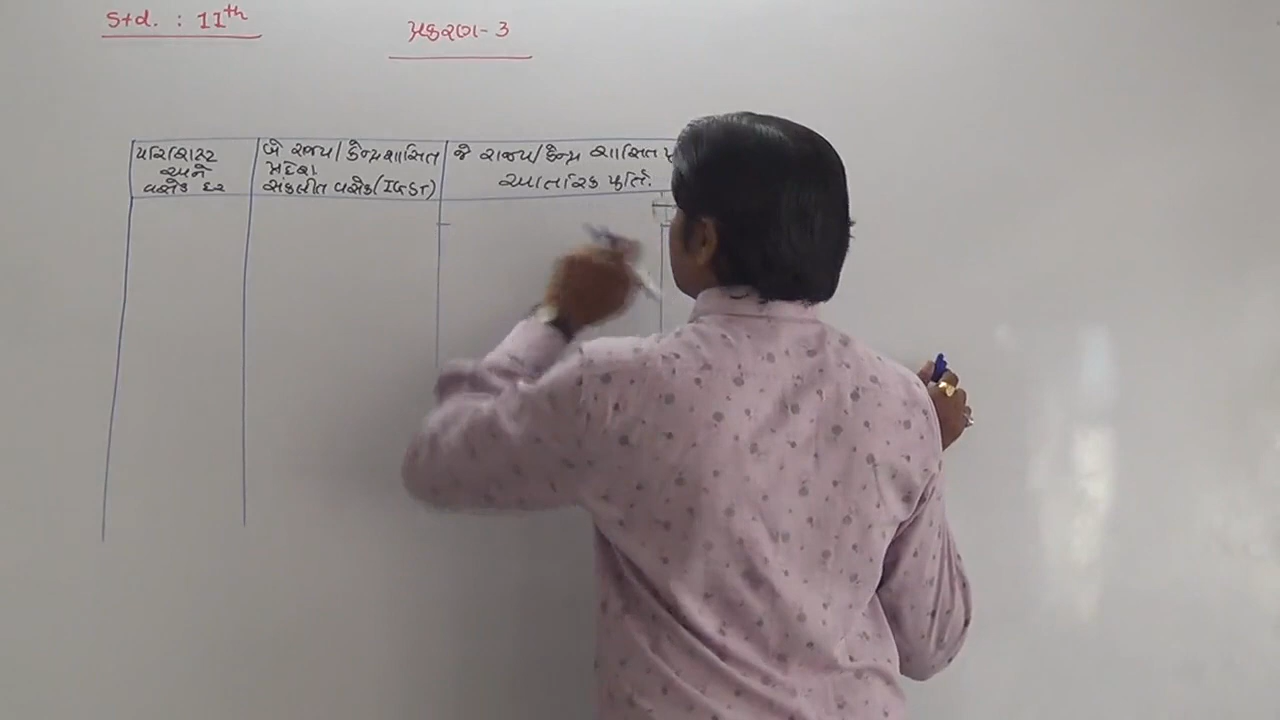 Std. : 11th
પ્રકરણ - 3
પરિશિષ્ટ
અને
વસેક દર
બે રાજ્ય / કેન્દ્રશાસિત
પ્રદેશ
સંકલીત વસેક (IGST)
જે રાજ્ય / કેન્દ્ર શાસિત
આંતરિક પૂર્તિ.